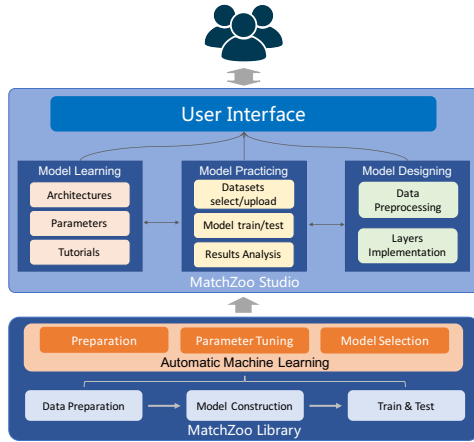 User Interface
Model Learning
Architectures
Parameters
Tutorials
Model Practicing
Datasets
select/upload
Model train/test
Results Analysis
Model Designing
Data
Preprocessing
Layers
Implementation
MatchZoo Studio
Preparation
Parameter Tuning
Model Selection
Automatic Machine Learning
Data Preparation
Model Construction
Train & Test
MatchZoo Library